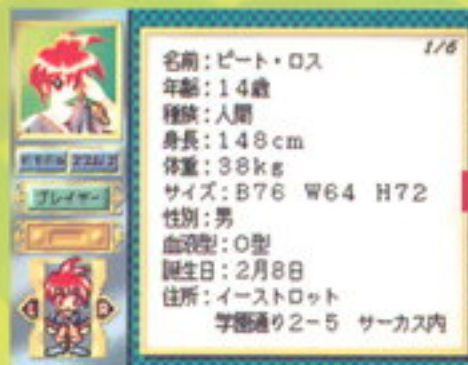 1/6
名前:ピート・ロス
年齢:14歳
種族:人間
身長:148cm
体重:38kg
サイズ:B76 W64 H72
性別:男
血液型:O型
誕生日:2月8日
住所:イーストロット
学園通り2-5 サーカス内
プレイヤー